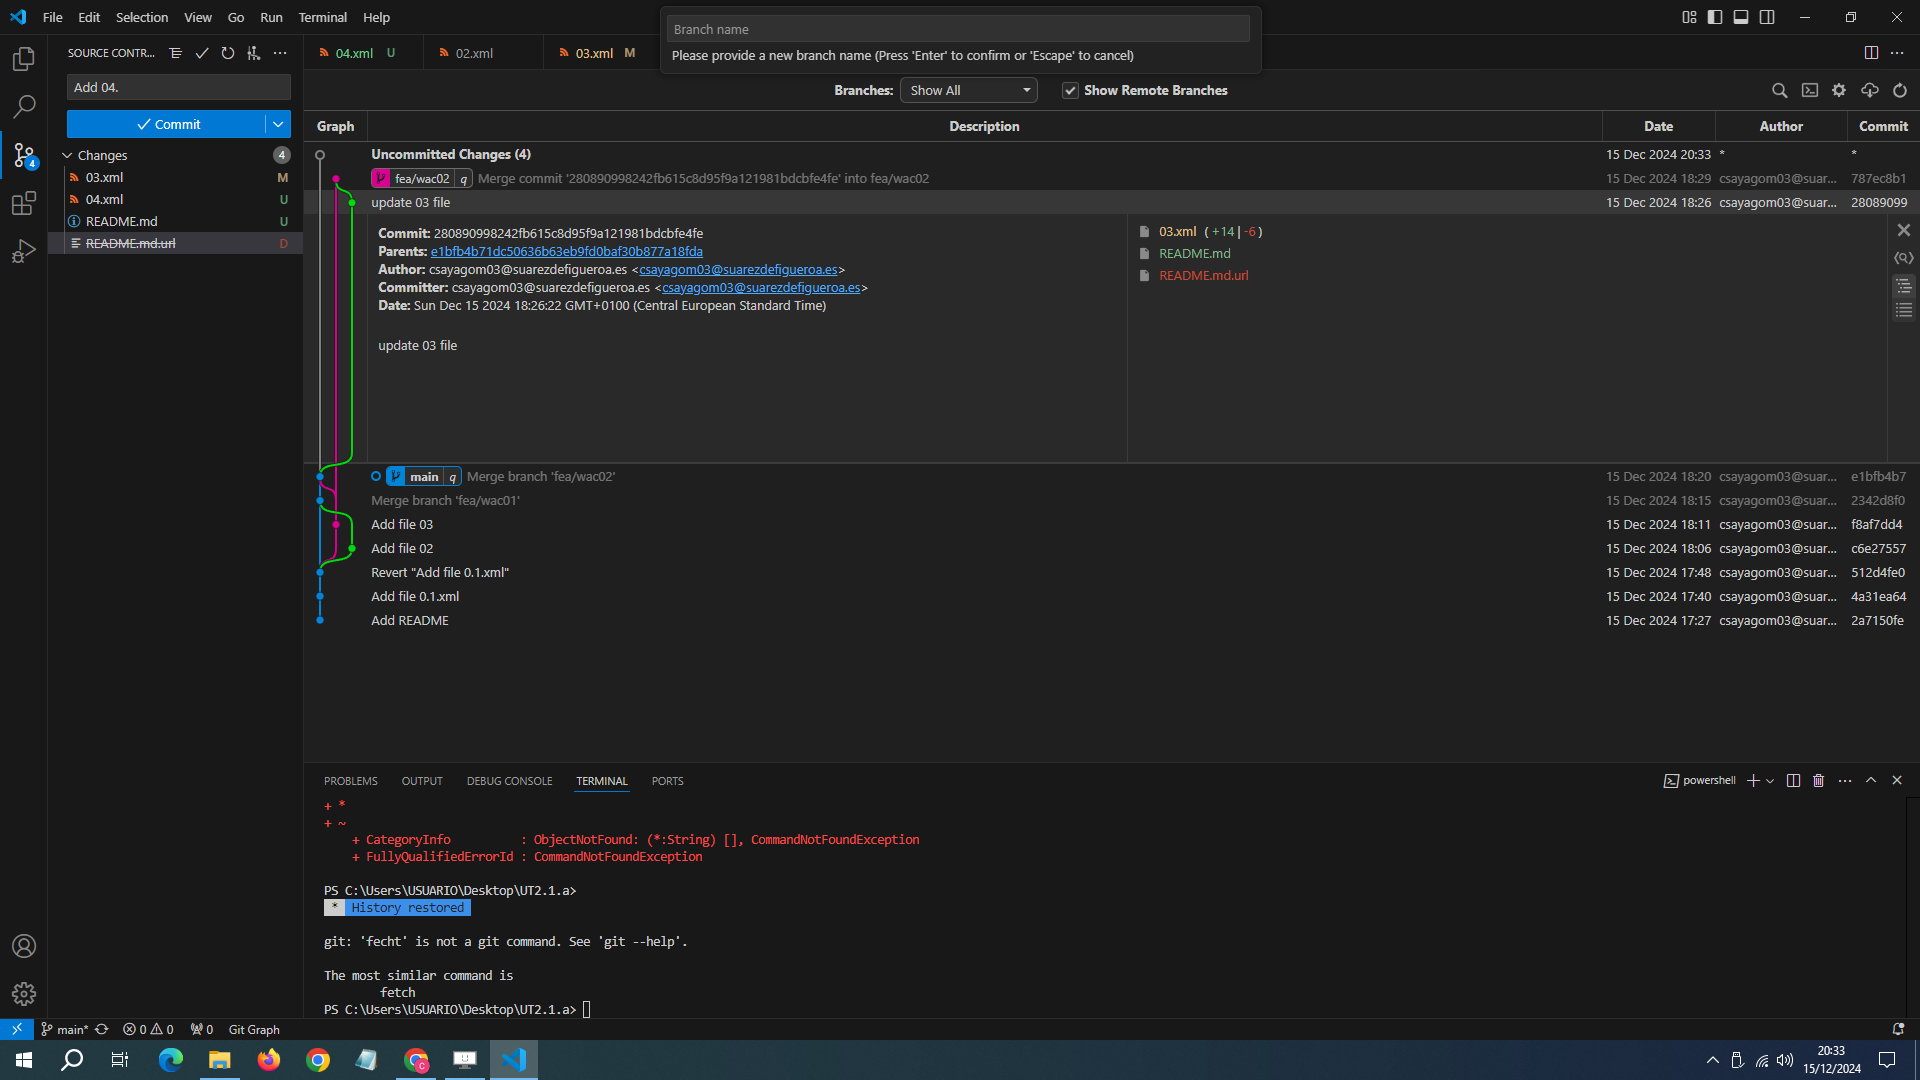 File Edit Selection View Go Run Terminal Help
Branch name
Please provide a new branch name (Press 'Enter' to confirm or 'Escape' to cancel)
SOURCE CONTR...
04.xml U
02.xml
03.xml M
Add 04.
Commit
Changes 4
03.xml M
04.xml U
README.md U
README.md.url D
4
Branches: Show All Show Remote Branches
Graph Description Date Author Commit
Uncommitted Changes (4) 15 Dec 2024 20:33 * *
fea/wac02 q Merge commit '280890998242fb615c8d95f9a121981bdcbfe4fe' into fea/wac02 15 Dec 2024 18:29 csayagom03@suar... 787ec8b1
update 03 file 15 Dec 2024 18:26 csayagom03@suar... 28089099
Commit: 280890998242fb615c8d95f9a121981bdcbfe4fe
Parents: e1bfb4b71dc50636b63eb9fd0baf30b877a18fda
Author: csayagom03@suarezdefigueroa.es <csayagom03@suarezdefigueroa.es>
Committer: csayagom03@suarezdefigueroa.es <csayagom03@suarezdefigueroa.es>
Date: Sun Dec 15 2024 18:26:22 GMT+0100 (Central European Standard Time)
update 03 file
03.xml (+14|-6)
README.md
README.md.url
main q Merge branch 'fea/wac02' 15 Dec 2024 18:20 csayagom03@suar... e1bfb4b7
Merge branch 'fea/wac01' 15 Dec 2024 18:15 csayagom03@suar... 2342d8f0
Add file 03 15 Dec 2024 18:11 csayagom03@suar... f8af7dd4
Add file 02 15 Dec 2024 18:06 csayagom03@suar... c6e27557
Revert "Add file 0.1.xml" 15 Dec 2024 17:48 csayagom03@suar... 512d4fe0
Add file 0.1.xml 15 Dec 2024 17:40 csayagom03@suar... 4a31ea64
Add README 15 Dec 2024 17:27 csayagom03@suar... 2a7150fe
PROBLEMS OUTPUT DEBUG CONSOLE TERMINAL PORTS
powershell
+ *
+ ~
+ CategoryInfo : ObjectNotFound: (*:String) [], CommandNotFoundException
+ FullyQualifiedErrorId : CommandNotFoundException
PS C:\Users\USUARIO\Desktop\UT2.1.a>
* History restored
git: 'fecht' is not a git command. See 'git --help'.
The most similar command is
fetch
PS C:\Users\USUARIO\Desktop\UT2.1.a>
main* 0 0 0 Git Graph
20:33
15/12/2024